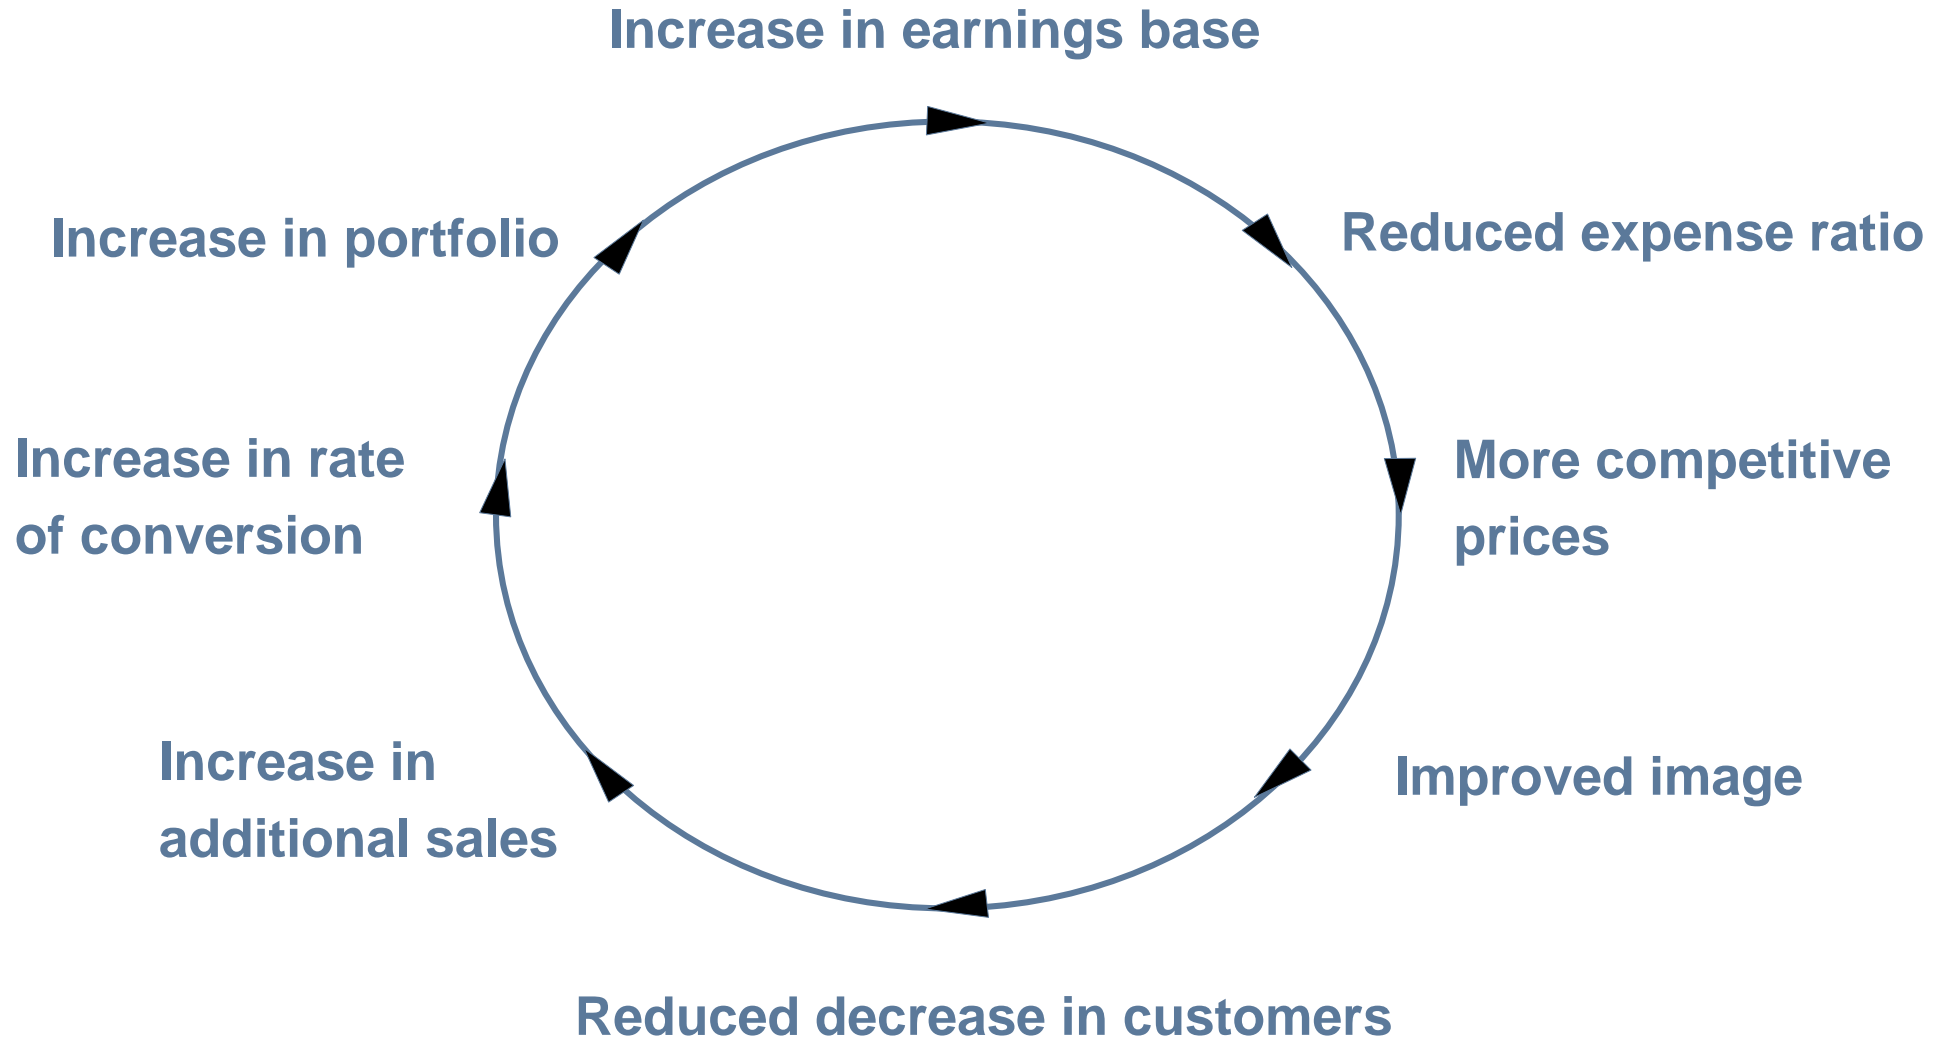 Increase in earnings base
Reduced expense ratio
More competitive
prices
Improved image
Reduced decrease in customers
Increase in
additional sales
Increase in rate
of conversion
Increase in portfolio